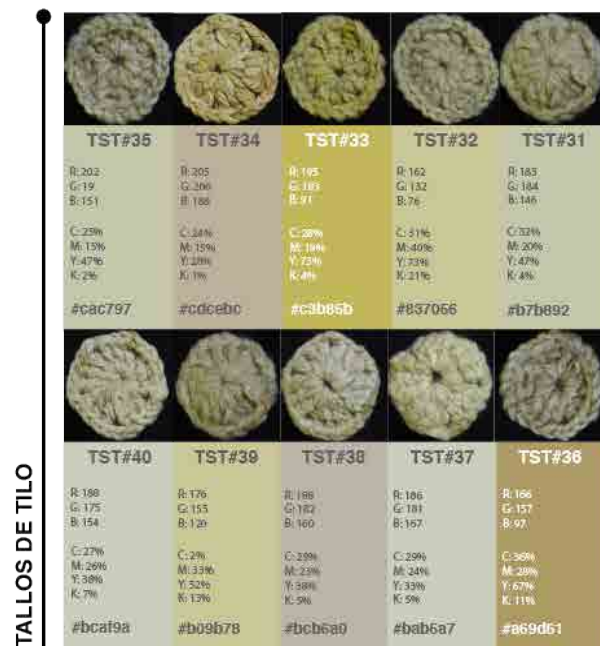 TST#35
R: 202
G: 19
B: 151
C: 25%
M: 15%
Y: 47%
K: 2%
#cac797
TST#34
R: 205
G: 206
B: 188
C: 24%
M: 15%
Y: 28%
K: 1%
#cdcebc
TST#33
R: 195
G: 183
B: 91
C: 28%
M: 19%
Y: 73%
K: 4%
#c3b85b
TST#32
R: 162
G: 132
B: 76
C: 31%
M: 40%
Y: 73%
K: 21%
#837056
TST#31
R: 183
G: 184
B: 146
C: 32%
M: 20%
Y: 47%
K: 4%
#b7b892
TST#40
R: 188
G: 175
B: 154
C: 27%
M: 26%
Y: 38%
K: 7%
#bcaf9a
TST#39
R: 176
G: 155
B: 120
C: 2%
M: 33%
Y: 52%
K: 13%
#b09b78
TST#38
R: 188
G: 182
B: 160
C: 29%
M: 23%
Y: 38%
K: 5%
#bcb6a0
TST#37
R: 186
G: 181
B: 167
C: 29%
M: 24%
Y: 33%
K: 5%
#bab5a7
TST#36
R: 166
G: 157
B: 97
C: 36%
M: 28%
Y: 67%
K: 11%
#a69d61
TALLOS DE TILO